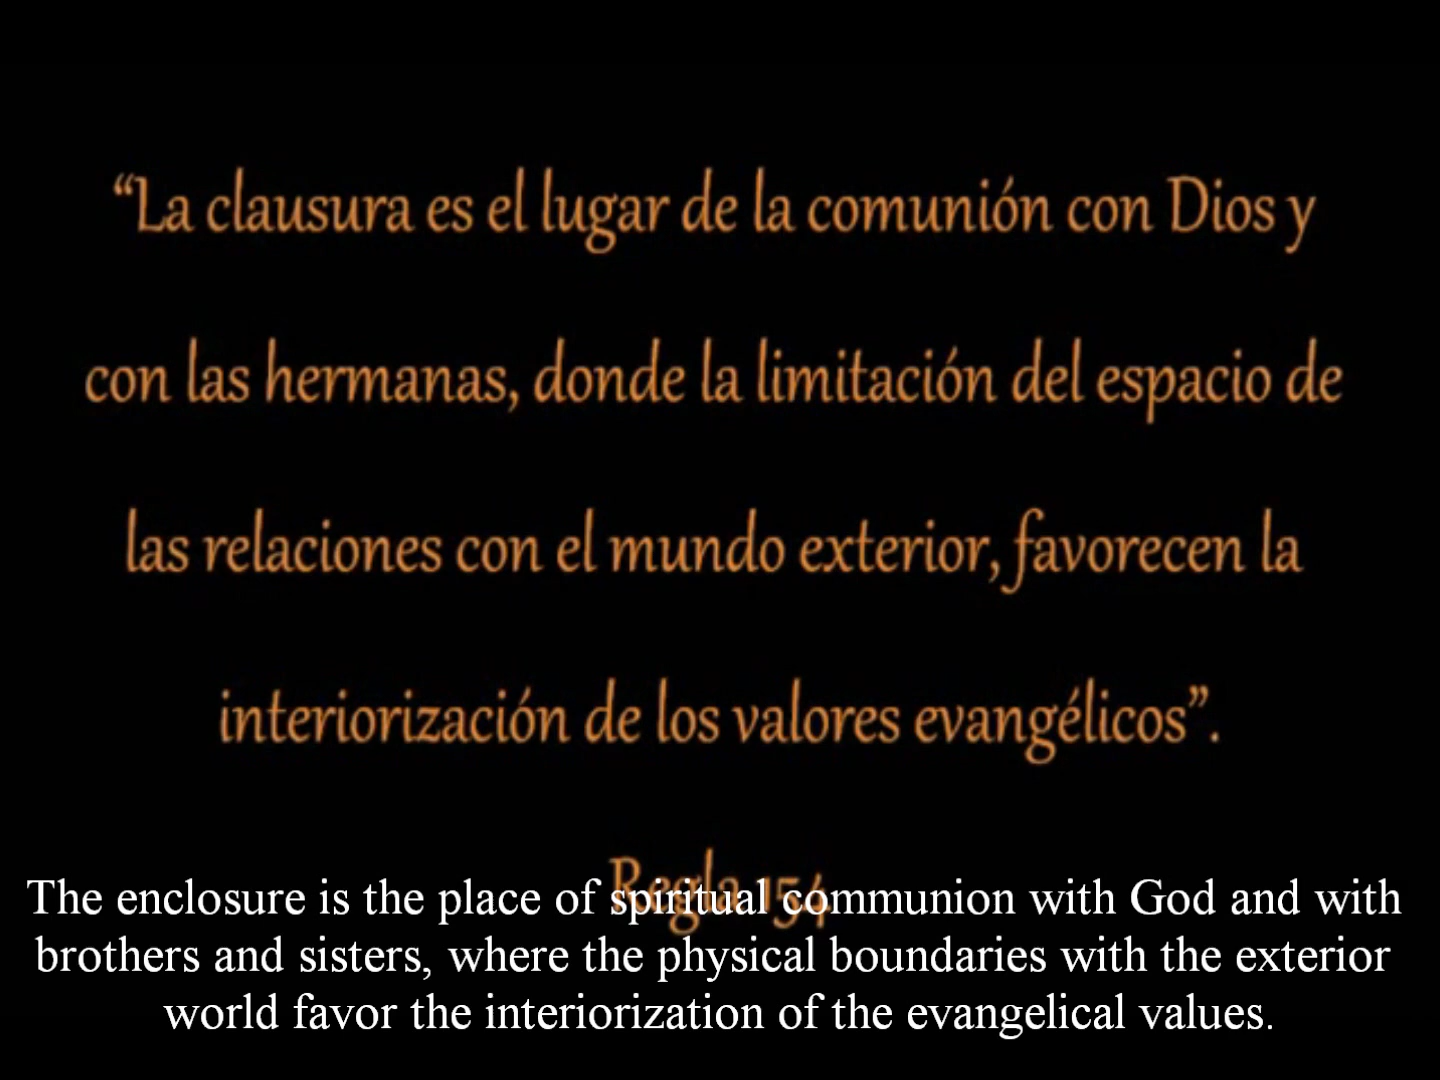 “La clausura es el lugar de la comunión con Dios y
con las hermanas, donde la limitación del espacio de
las relaciones con el mundo exterior, favorecen la
interiorización de los valores evangélicos”.
Regla 154
The enclosure is the place of spiritual communion with God and with
brothers and sisters, where the physical boundaries with the exterior
world favor the interiorization of the evangelical values.